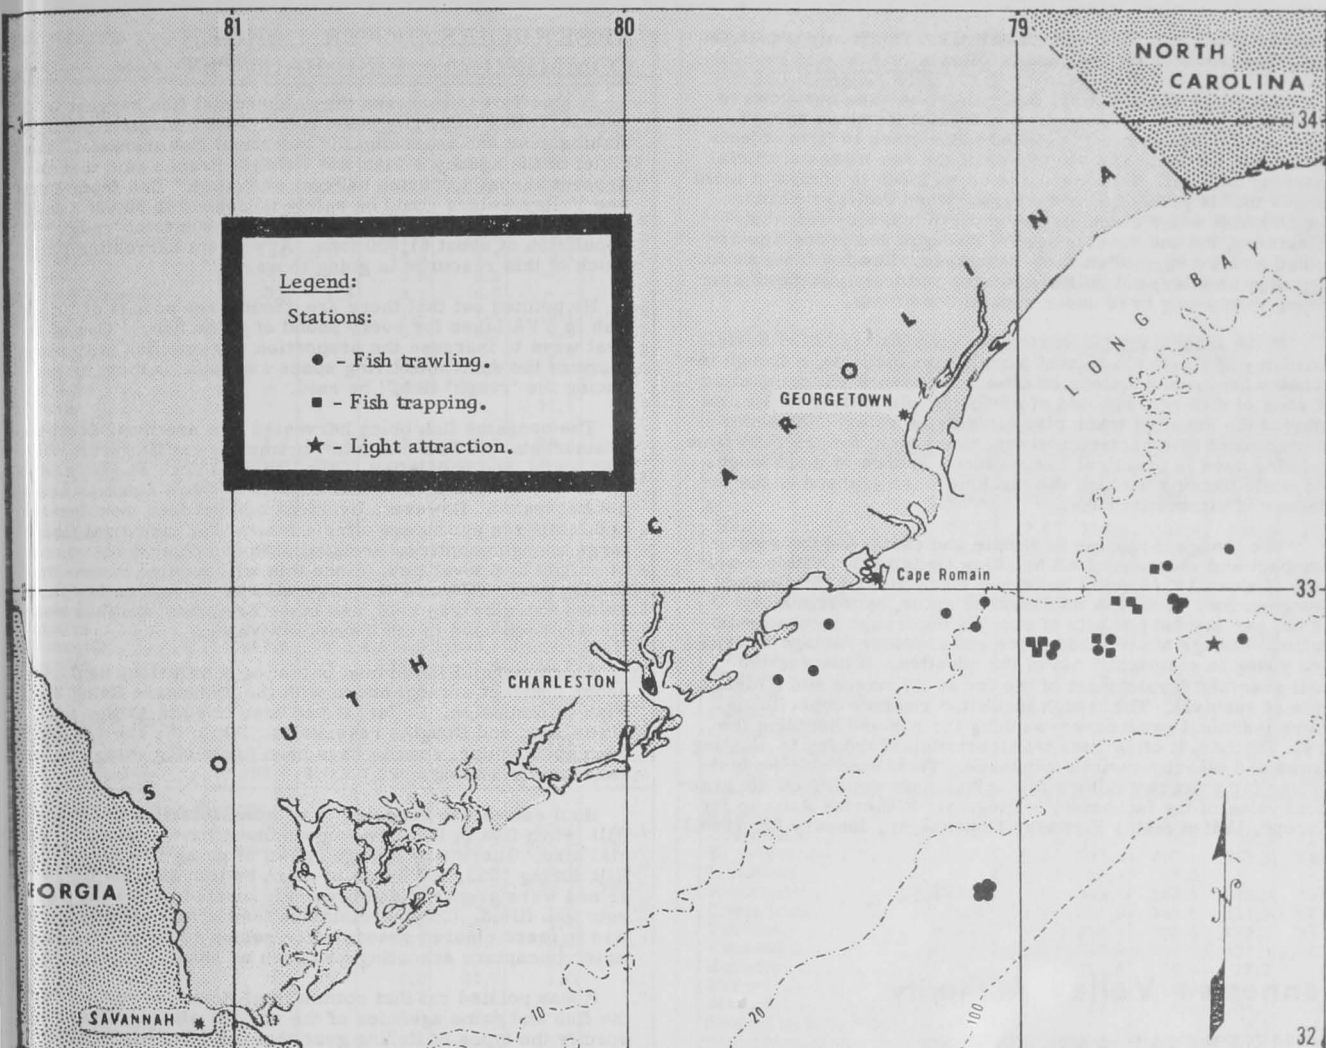 81
80
79
NORTH
CAROLINA
34
SOUTH CAROLINA
LONG BAY
Legend:
Stations:
● - Fish trawling.
■ - Fish trapping.
★ - Light attraction.
GEORGETOWN
Cape Romain
33
CHARLESTON
EORGIA
SAVANNAH
N
10
20
100
32